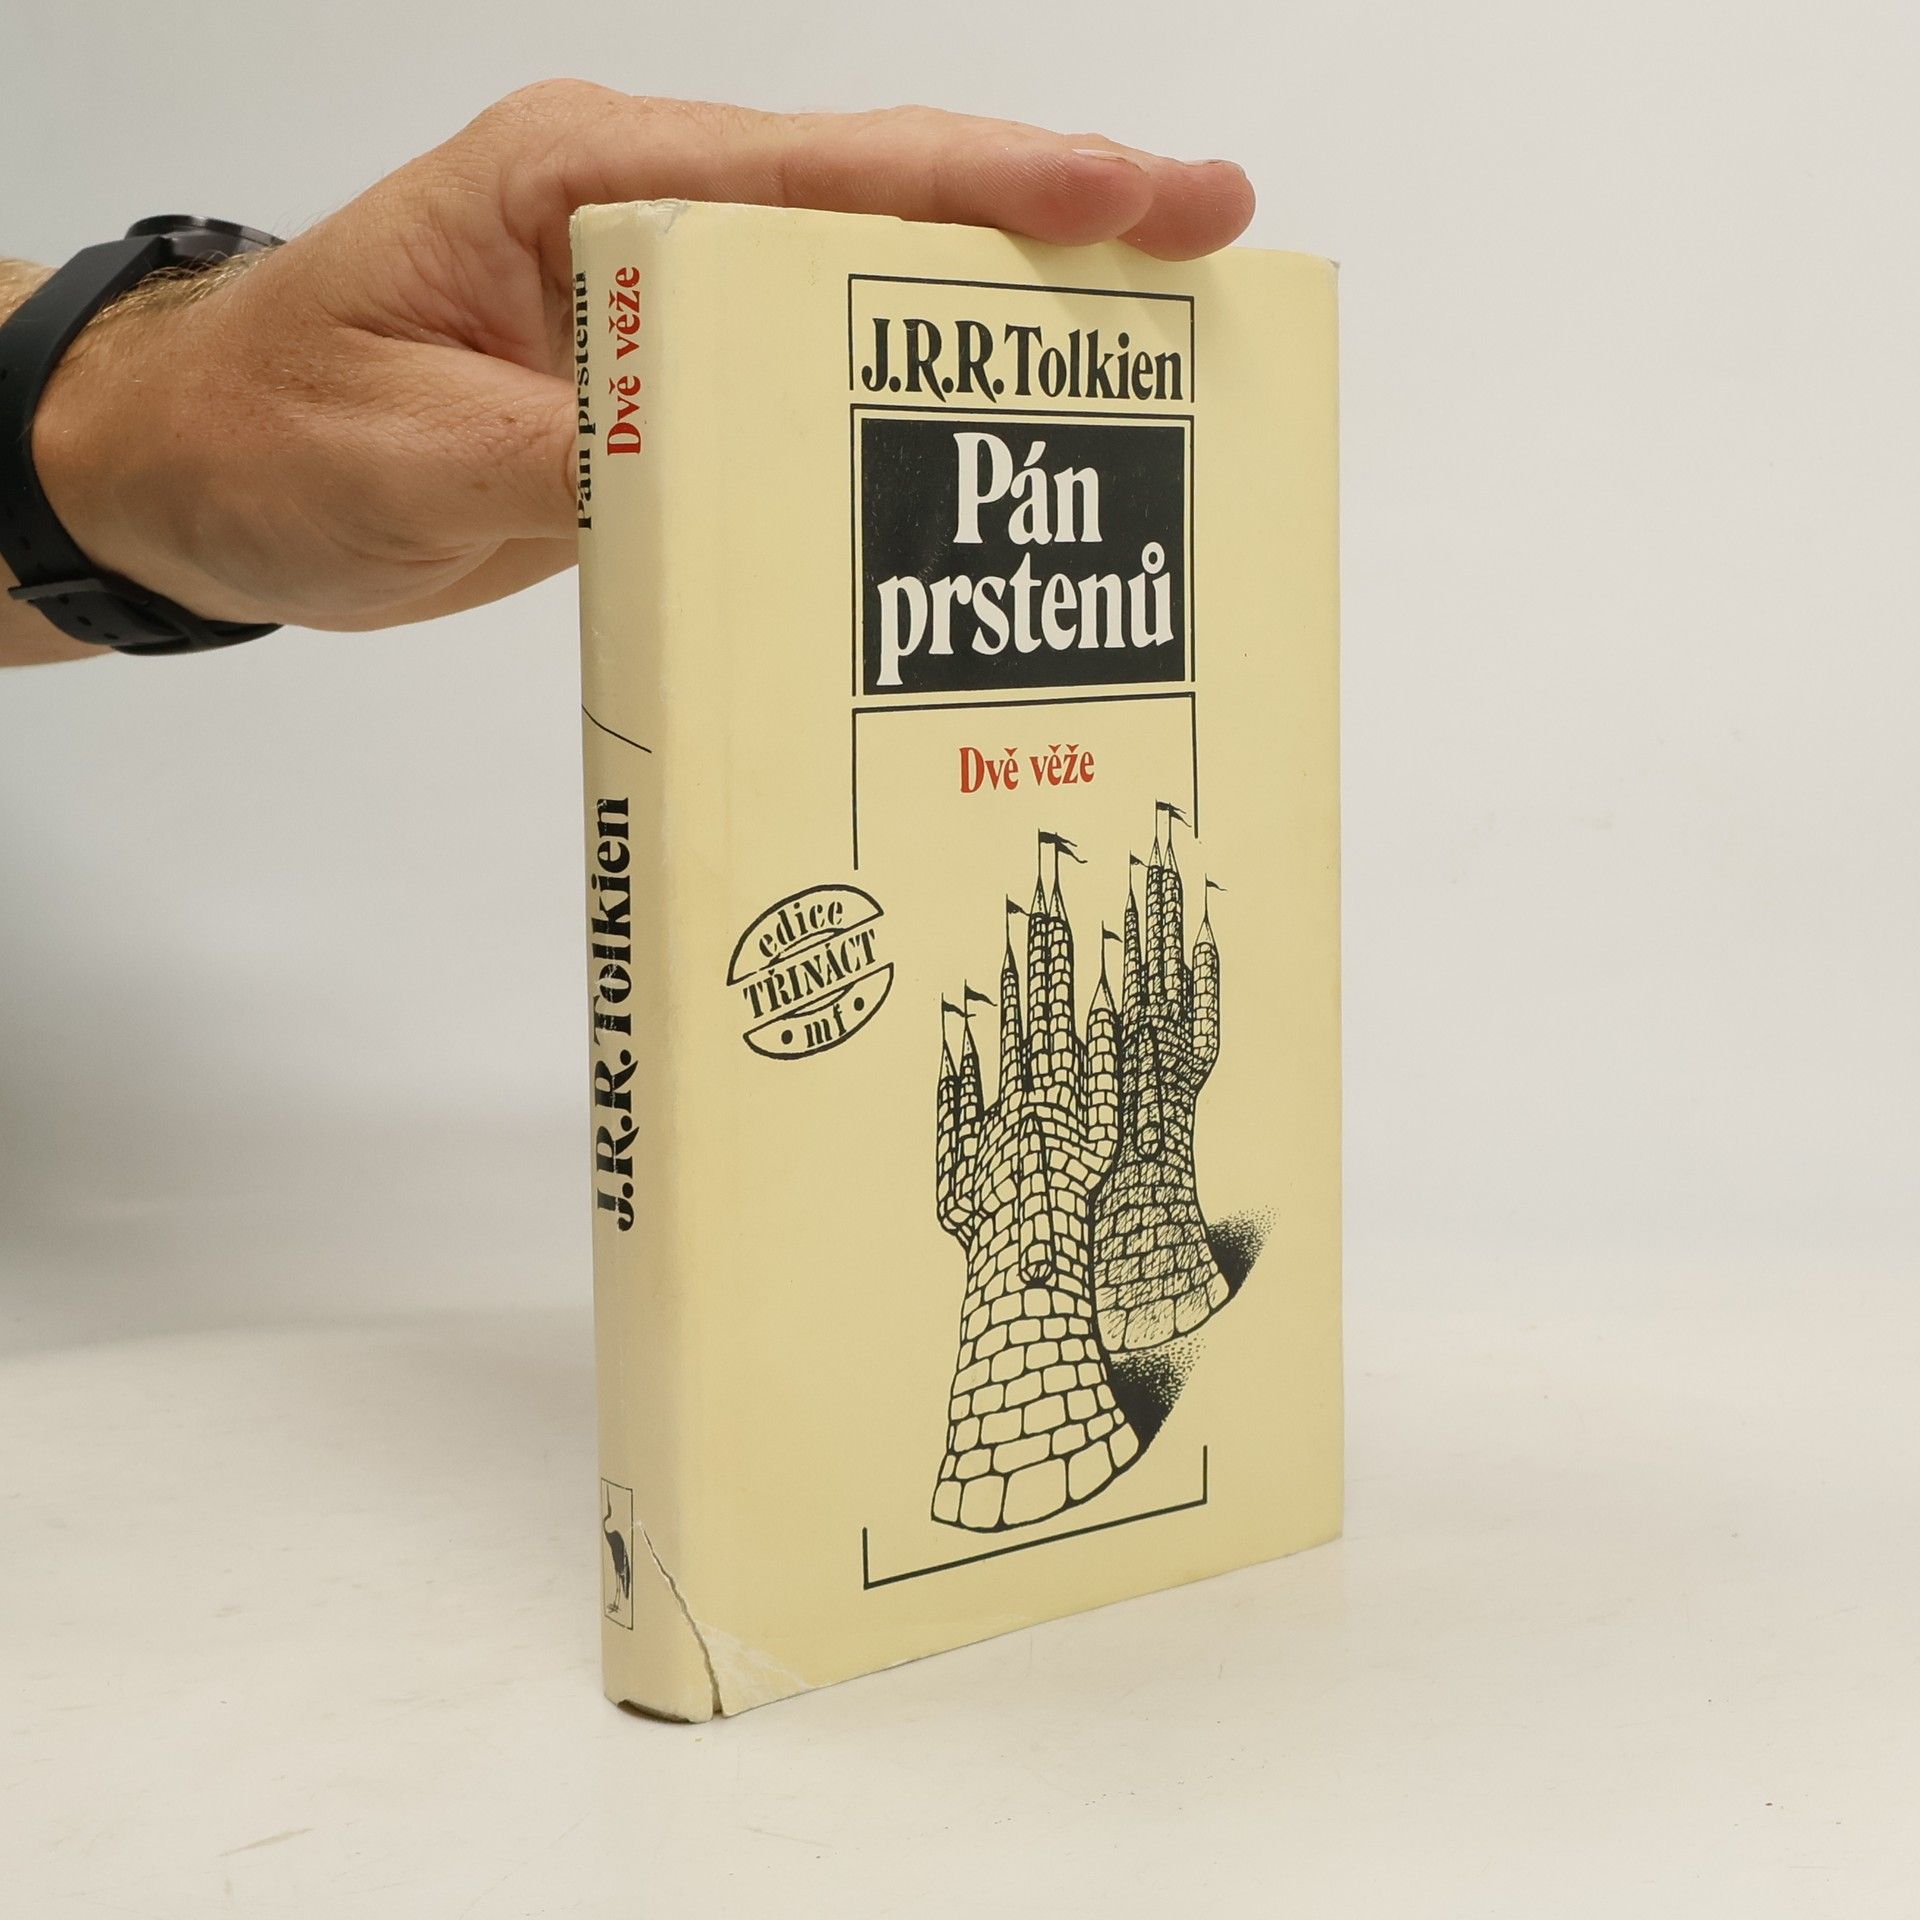 Pán prstenů
Dvě věže
J.R.R. Tolkien
J.R.R. Tolkien
Pán
prstenů
Dvě věže
edice
TŘINÁCT
• mf •